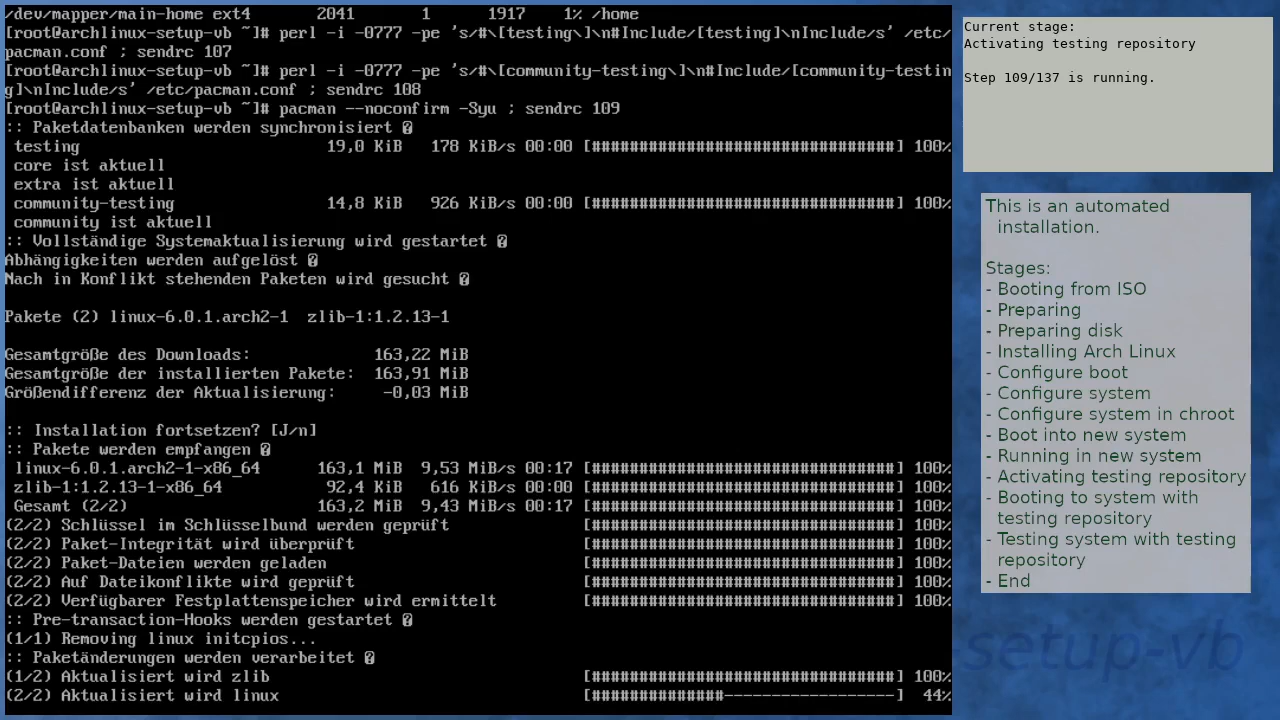 /dev/mapper/main-home ext4       2041       1      1917    1% /home
[root@archlinux-setup-vb ~]# perl -i -0777 -pe 's/#\[testing\]\n#Include/[testing]\nInclude/s' /etc/
pacman.conf ; sendrc 107
[root@archlinux-setup-vb ~]# perl -i -0777 -pe 's/#\[community-testing\]\n#Include/[community-testin
g]\nInclude/s' /etc/pacman.conf ; sendrc 108
[root@archlinux-setup-vb ~]# pacman --noconfirm -Syu ; sendrc 109
:: Paketdatenbanken werden synchronisiert �
testing                          19,0 KiB   178 KiB/s 00:00 [################################] 100%
core ist aktuell
extra ist aktuell
community-testing                14,8 KiB   926 KiB/s 00:00 [################################] 100%
community ist aktuell
:: Vollständige Systemaktualisierung wird gestartet �
Abhängigkeiten werden aufgelöst �
Nach in Konflikt stehenden Paketen wird gesucht �
Pakete (2) linux-6.0.1.arch2-1  zlib-1:1.2.13-1
Gesamtgröße des Downloads:             163,22 MiB
Gesamtgröße der installierten Pakete:  163,91 MiB
Größendifferenz der Aktualisierung:     -0,03 MiB
:: Installation fortsetzen? [J/n]
:: Pakete werden empfangen �
linux-6.0.1.arch2-1-x86_64      163,1 MiB  9,53 MiB/s 00:17 [################################] 100%
zlib-1:1.2.13-1-x86_64           92,4 KiB   616 KiB/s 00:00 [################################] 100%
Gesamt (2/2)                    163,2 MiB  9,43 MiB/s 00:17 [################################] 100%
(2/2) Schlüssel im Schlüsselbund werden geprüft              [################################] 100%
(2/2) Paket-Integrität wird überprüft                        [################################] 100%
(2/2) Paket-Dateien werden geladen                           [################################] 100%
(2/2) Auf Dateikonflikte wird geprüft                        [################################] 100%
(2/2) Verfügbarer Festplattenspeicher wird ermittelt         [################################] 100%
:: Pre-transaction-Hooks werden gestartet �
(1/1) Removing linux initcpios...
:: Paketänderungen werden verarbeitet �
(1/2) Aktualisiert wird zlib                                 [################################] 100%
(2/2) Aktualisiert wird linux                                [##############------------------]  44%
Current stage:
Activating testing repository
Step 109/137 is running.
This is an automated
installation.
Stages:
- Booting from ISO
- Preparing
- Preparing disk
- Installing Arch Linux
- Configure boot
- Configure system
- Configure system in chroot
- Boot into new system
- Running in new system
- Activating testing repository
- Booting to system with
testing repository
- Testing system with testing
repository
- End
-setup-vb